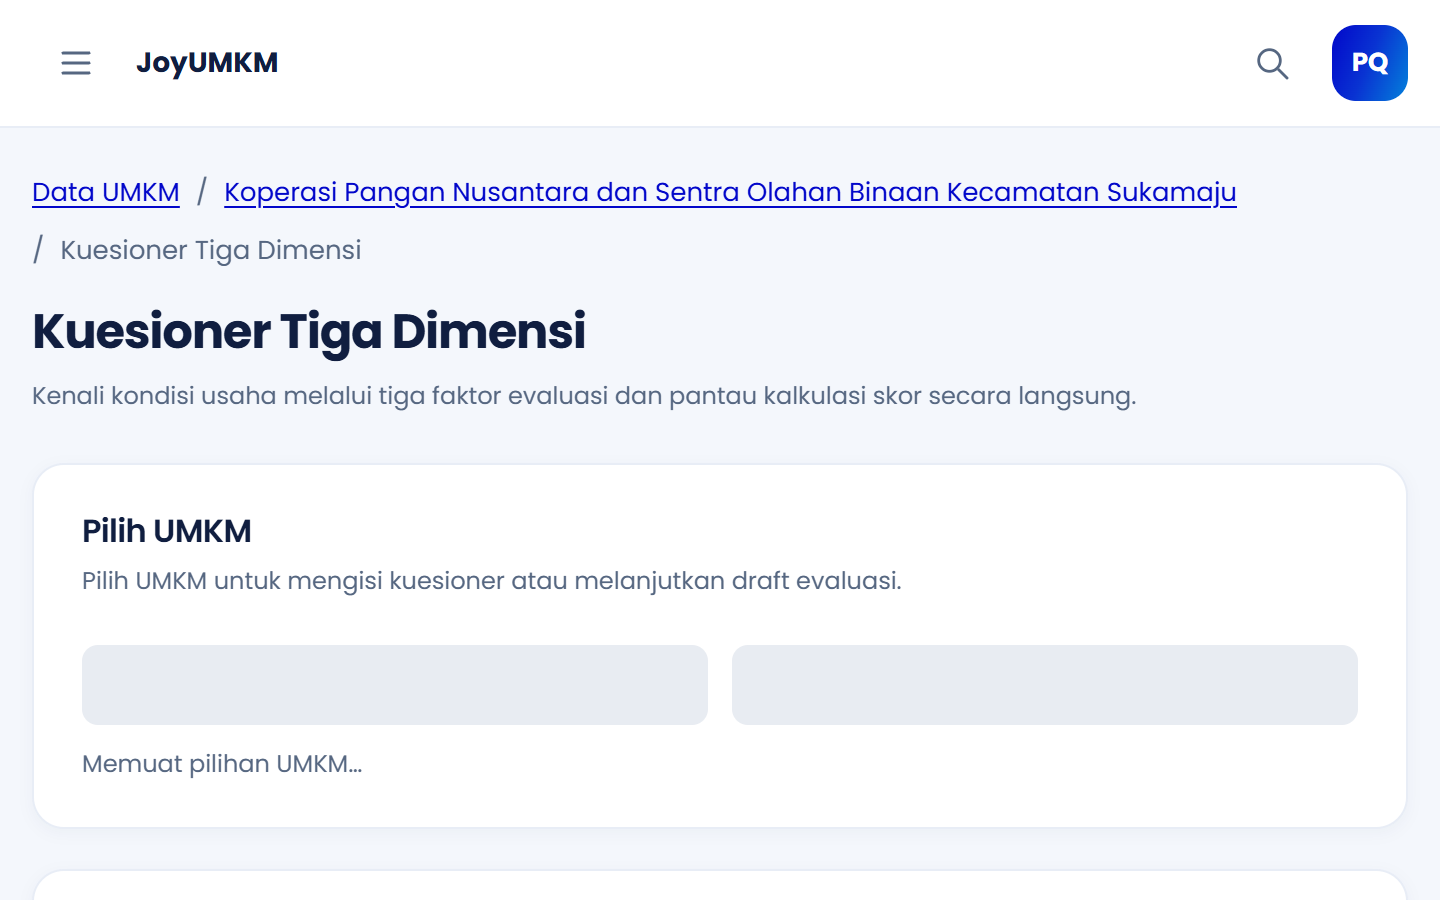 JoyUMKM
PQ
Data UMKM / Koperasi Pangan Nusantara dan Sentra Olahan Binaan Kecamatan Sukamaju
/ Kuesioner Tiga Dimensi
Kuesioner Tiga Dimensi
Kenali kondisi usaha melalui tiga faktor evaluasi dan pantau kalkulasi skor secara langsung.
Pilih UMKM
Pilih UMKM untuk mengisi kuesioner atau melanjutkan draft evaluasi.
Memuat pilihan UMKM...